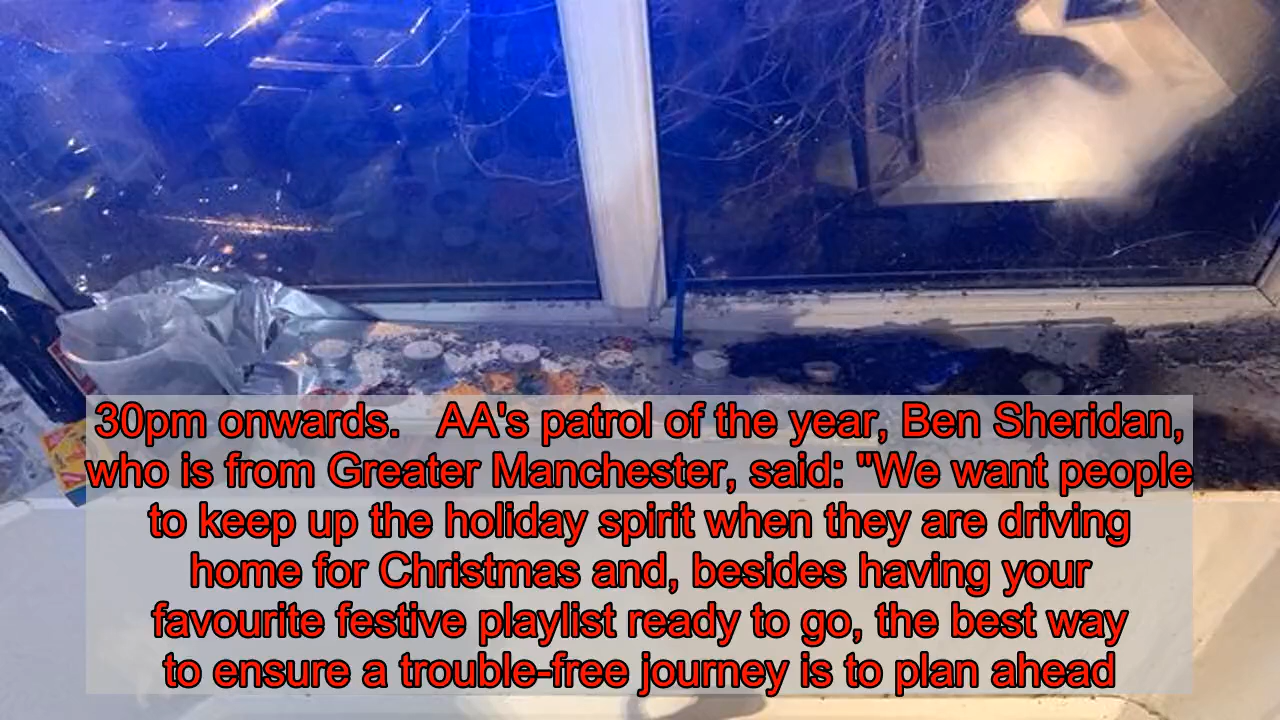 30pm onwards.   AA's patrol of the year, Ben Sheridan,
who is from Greater Manchester, said: "We want people
to keep up the holiday spirit when they are driving
home for Christmas and, besides having your
favourite festive playlist ready to go, the best way
to ensure a trouble-free journey is to plan ahead